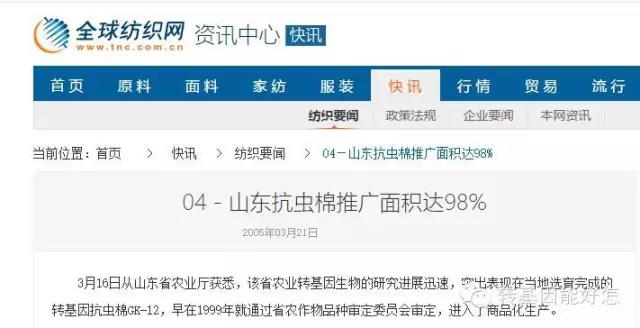 全球纺织网 资讯中心 快讯
www.tnc.com.cn
首页 原料 面料 家纺 服装 快讯 行情 贸易 流行
纺织要闻 政策法规 企业要闻 本网资讯
当前位置：首页 > 快讯 > 纺织要闻 > 04－山东抗虫棉推广面积达98%
04－山东抗虫棉推广面积达98%
2005年03月21日
3月16日从山东省农业厅获悉，该省农业转基因生物的研究进展迅速，突出表现在当地选育完成的
转基因抗虫棉GK-12，早在1999年就通过省农作物品种审定委员会审定，进入了商品化生产。
转基因能好怎